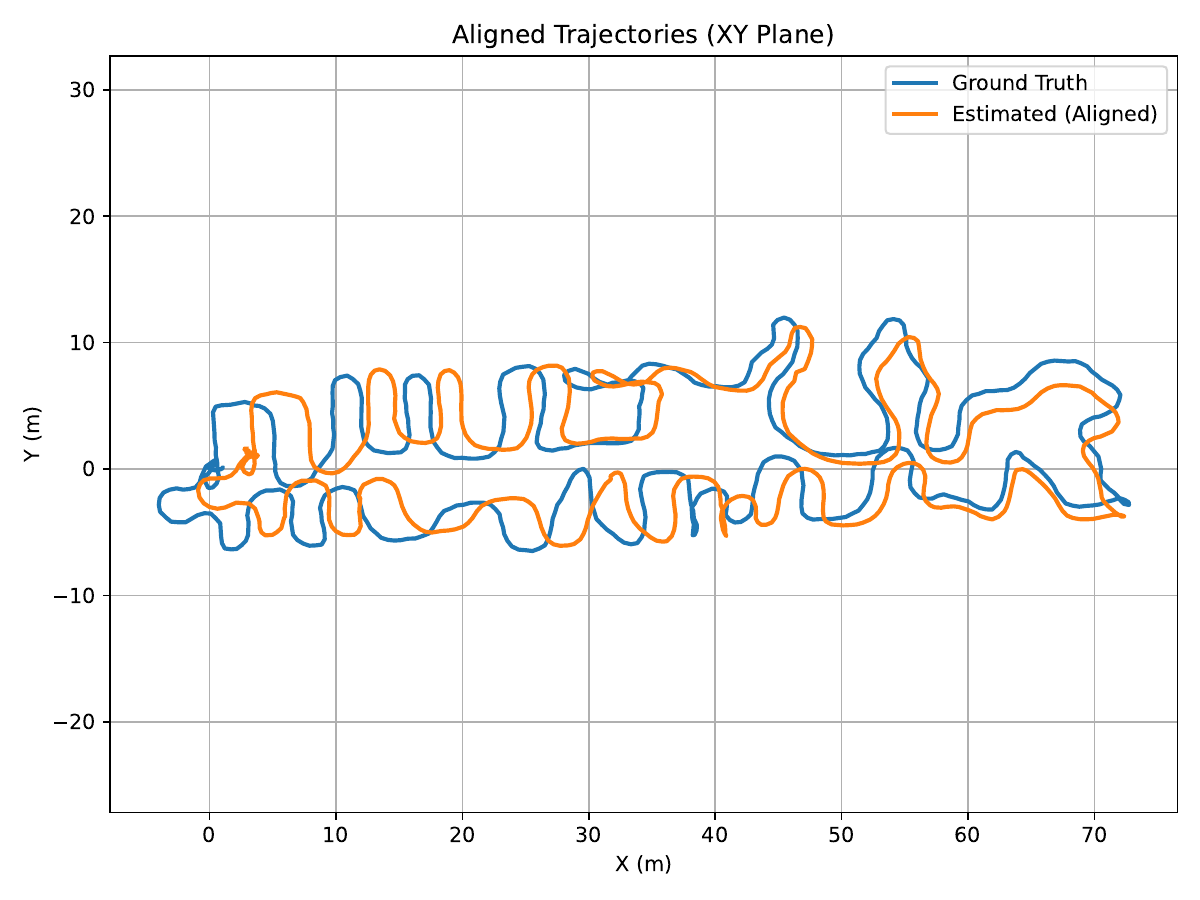 Aligned Trajectories (XY Plane)
Ground Truth
Estimated (Aligned)
30
20
10
0
−10
−20
Y (m)
0 10 20 30 40 50 60 70
X (m)